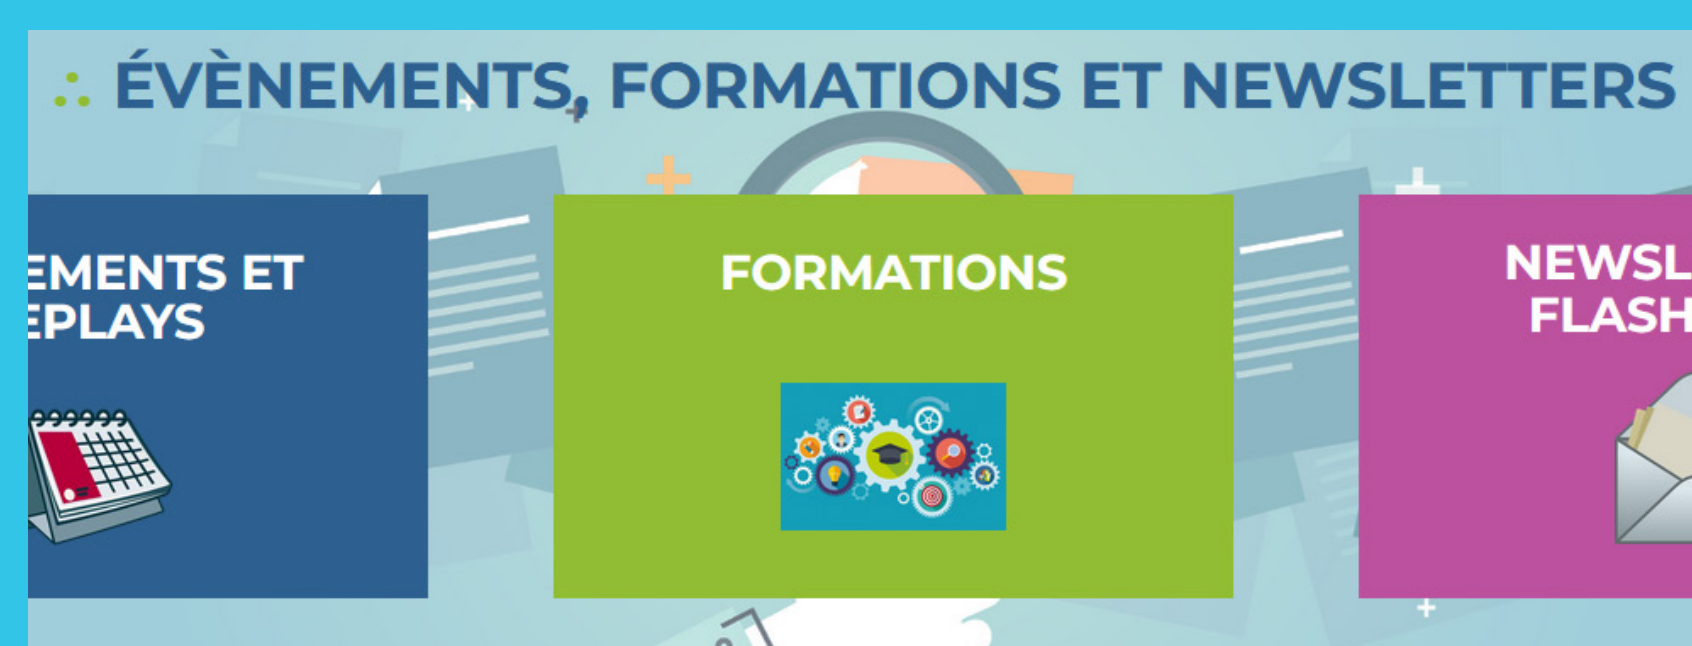 ∴ ÉVÈNEMENTS, FORMATIONS ET NEWSLETTERS
EMENTS ET
EPLAYS
FORMATIONS
NEWSL
FLASH